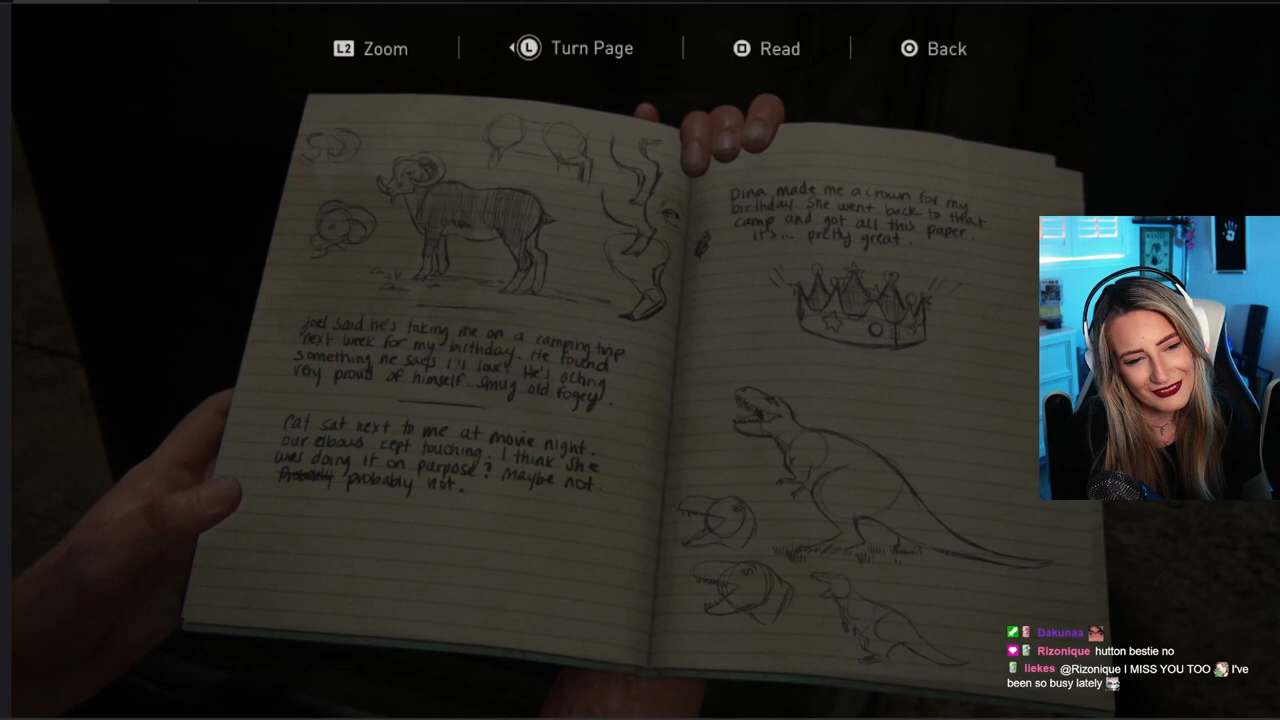 L2 Zoom
L Turn Page
Read
Back
Joel said he's taking me on a camping trip
next week for my birthday. He found
something he says I'll love. He's acting
very proud of himself. Smug old fogey.
Cat sat next to me at movie night.
our elbows kept touching. I think she
was doing it on purpose? Maybe not.
probably not.
Dina made me a crown for my
birthday. She went back to that
camp and got all this paper.
It's... pretty great.
Dakunaa
Rizonique hutton bestie no
liekes @Rizonique I MISS YOU TOO I've
been so busy lately